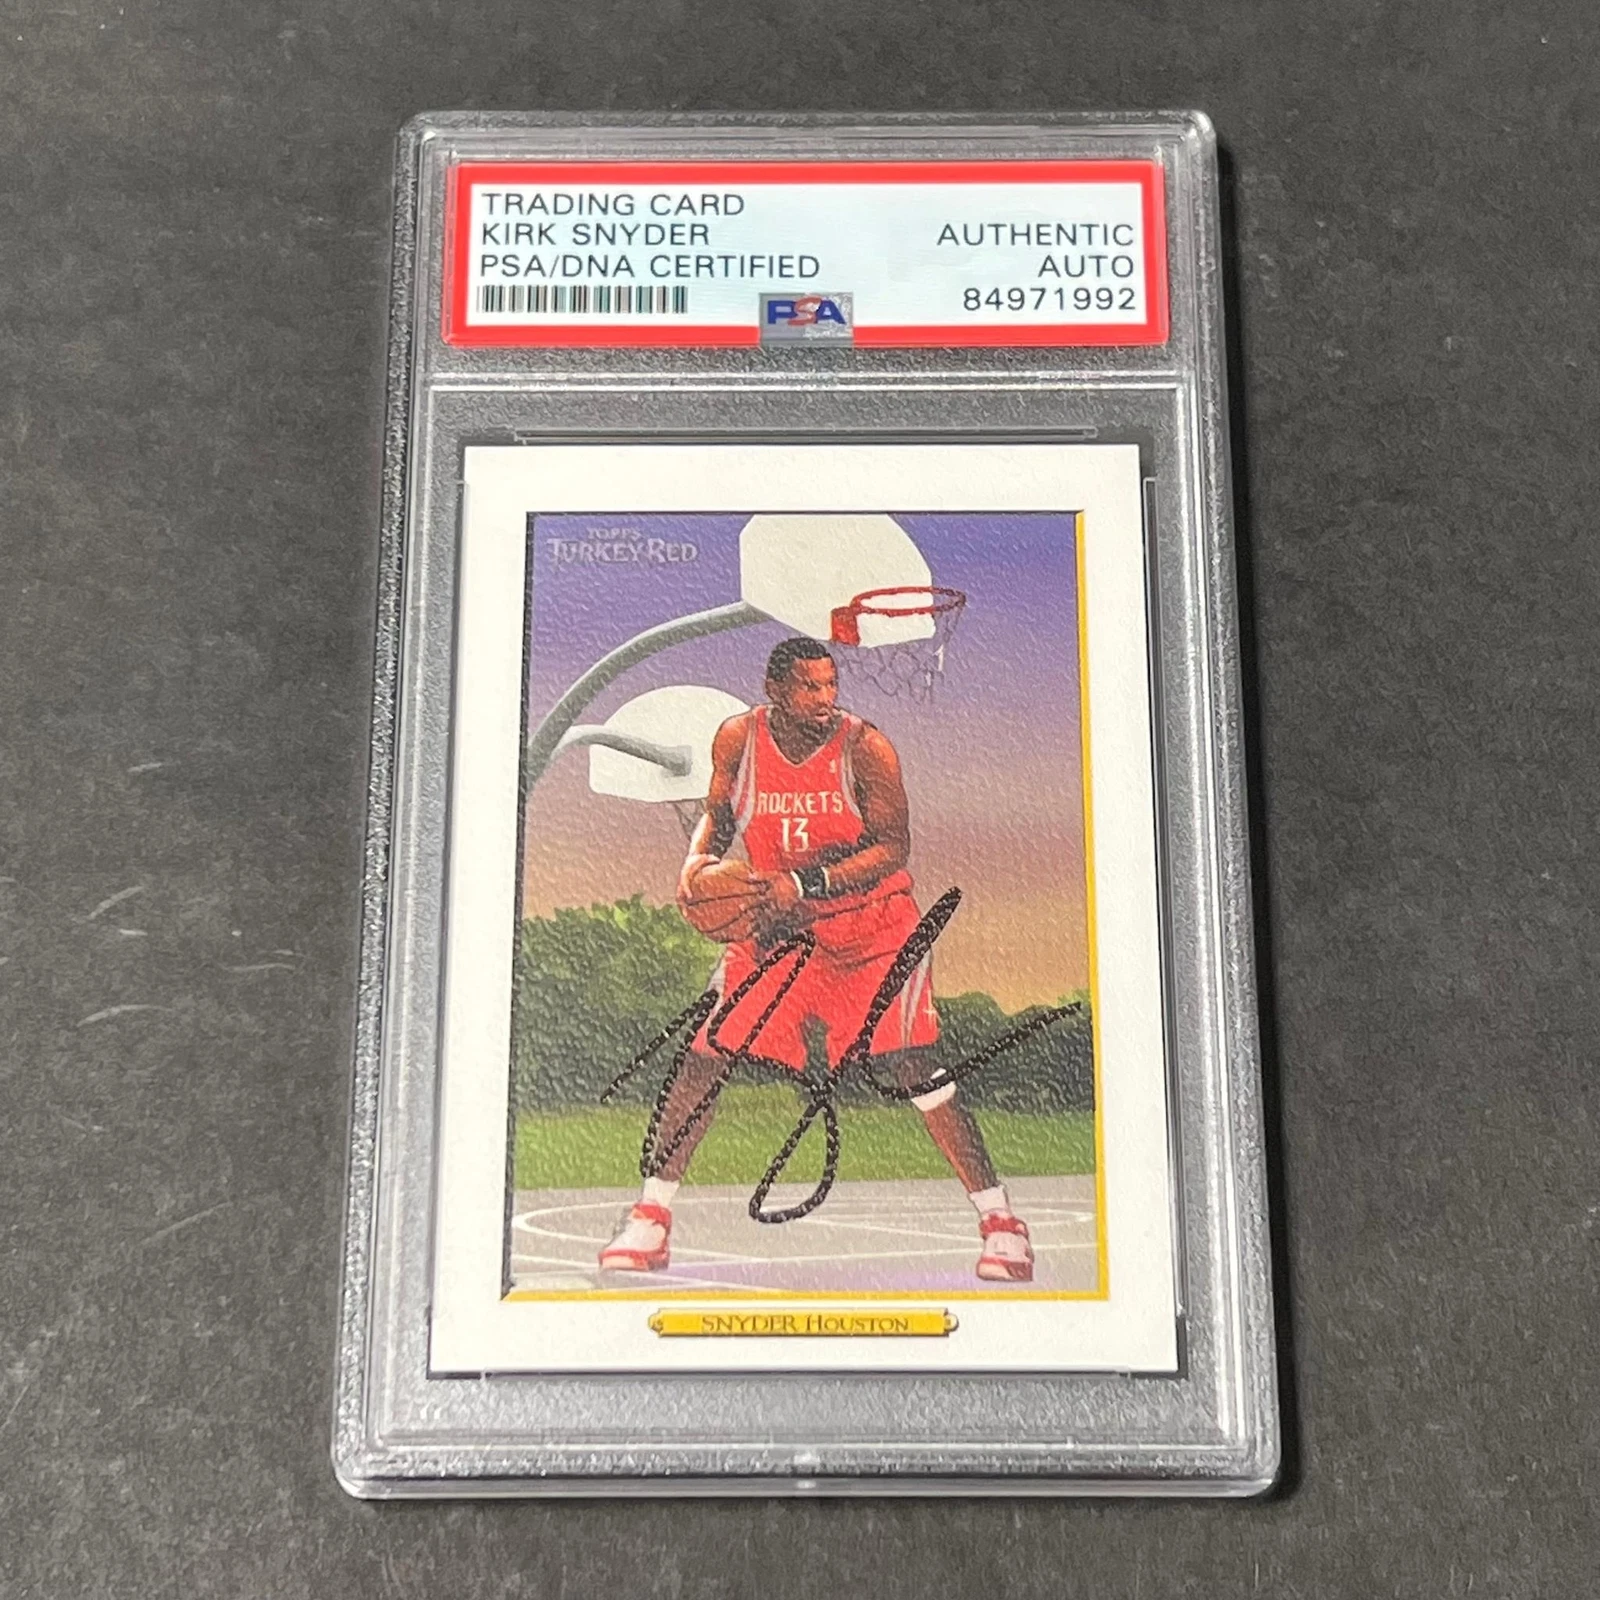 TRADING CARD
KIRK SNYDER
PSA/DNA CERTIFIED
AUTHENTIC
AUTO
84971992
PSA
TOPPS
TURKEY RED
ROCKETS
13
SNYDER HOUSTON